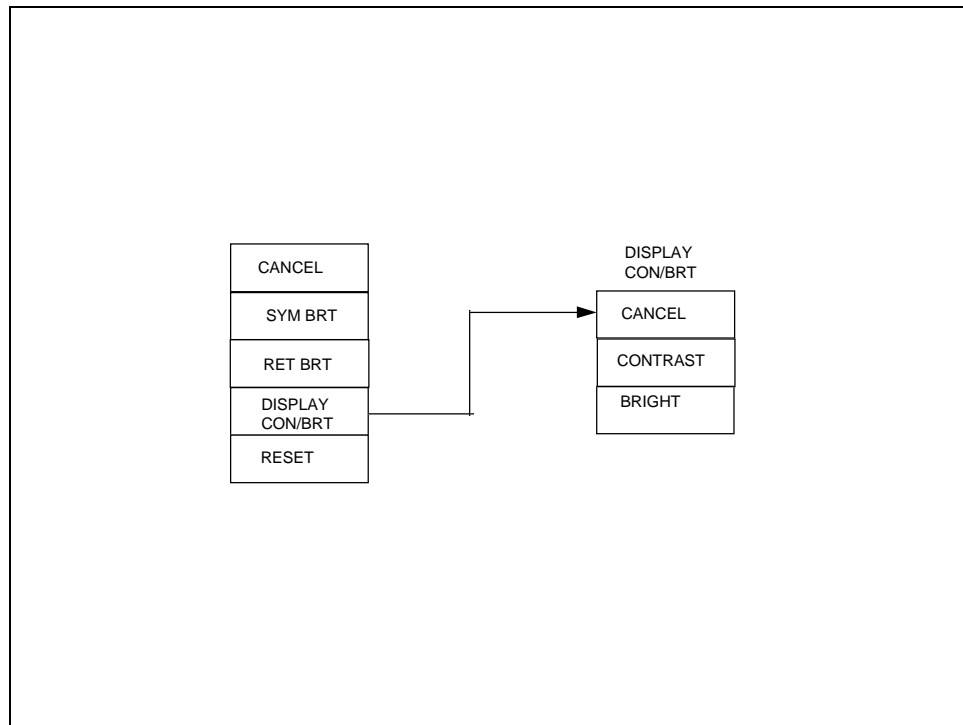 CANCEL
SYM BRT
RET BRT
DISPLAY
CON/BRT
RESET
DISPLAY
CON/BRT
CANCEL
CONTRAST
BRIGHT